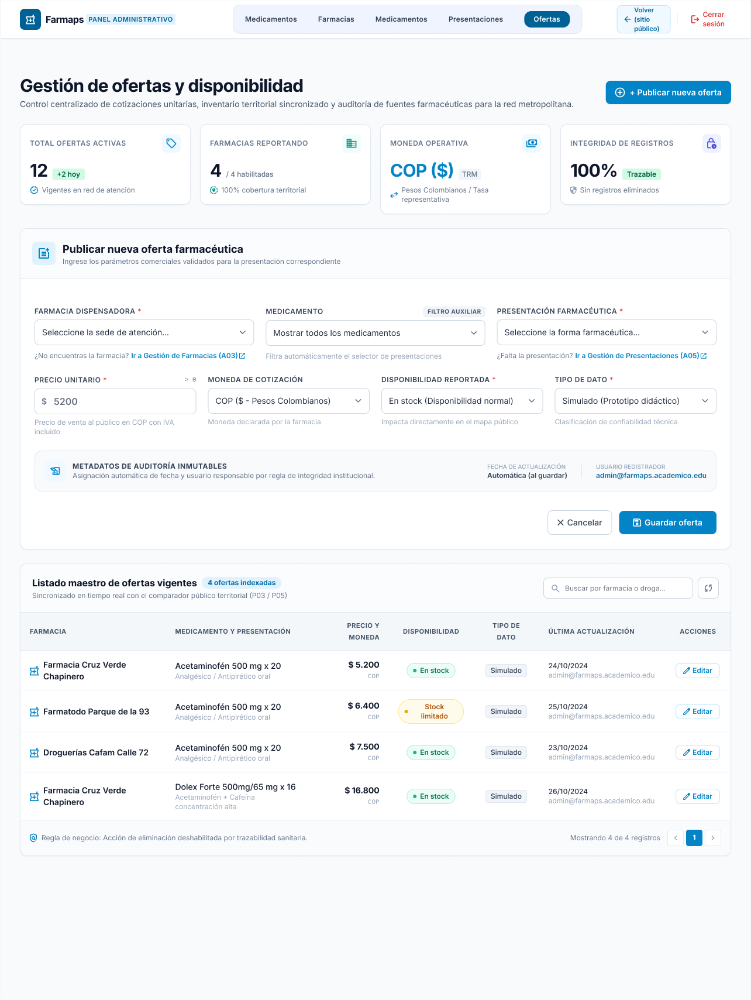 Farmaps PANEL ADMINISTRATIVO
Medicamentos
Farmacias
Medicamentos
Presentaciones
Ofertas
Volver
(sitio
público)
Cerrar
sesión
Gestión de ofertas y disponibilidad
Control centralizado de cotizaciones unitarias, inventario territorial sincronizado y auditoría de fuentes farmacéuticas para la red metropolitana.
+ Publicar nueva oferta
TOTAL OFERTAS ACTIVAS
12 +2 hoy
Vigentes en red de atención
FARMACIAS REPORTANDO
4 / 4 habilitadas
100% cobertura territorial
MONEDA OPERATIVA
COP ($) TRM
Pesos Colombianos / Tasa
representativa
INTEGRIDAD DE REGISTROS
100% Trazable
Sin registros eliminados
Publicar nueva oferta farmacéutica
Ingrese los parámetros comerciales validados para la presentación correspondiente
FARMACIA DISPENSADORA *
Seleccione la sede de atención...
¿No encuentras la farmacia? Ir a Gestión de Farmacias (A03)
MEDICAMENTO
FILTRO AUXILIAR
Mostrar todos los medicamentos
Filtra automáticamente el selector de presentaciones
PRESENTACIÓN FARMACÉUTICA *
Seleccione la forma farmacéutica...
¿Falta la presentación? Ir a Gestión de Presentaciones (A05)
PRECIO UNITARIO *
> 0
$ 5200
Precio de venta al público en COP con IVA
incluido
MONEDA DE COTIZACIÓN
COP ($ - Pesos Colombianos)
Moneda declarada por la farmacia
DISPONIBILIDAD REPORTADA *
En stock (Disponibilidad normal)
Impacta directamente en el mapa público
TIPO DE DATO *
Simulado (Prototipo didáctico)
Clasificación de confiabilidad técnica
METADATOS DE AUDITORÍA INMUTABLES
Asignación automática de fecha y usuario responsable por regla de integridad institucional.
FECHA DE ACTUALIZACIÓN
Automática (al guardar)
USUARIO REGISTRADOR
admin@farmaps.academico.edu
Cancelar
Guardar oferta
Listado maestro de ofertas vigentes
4 ofertas indexadas
Sincronizado en tiempo real con el comparador público territorial (P03 / P05)
Buscar por farmacia o droga...
FARMACIA
MEDICAMENTO Y PRESENTACIÓN
PRECIO Y
MONEDA
DISPONIBILIDAD
TIPO DE
DATO
ÚLTIMA ACTUALIZACIÓN
ACCIONES
Farmacia Cruz Verde
Chapinero
Acetaminofén 500 mg x 20
Analgésico / Antipirético oral
$ 5.200
COP
En stock
Simulado
24/10/2024
admin@farmaps.academico.edu
Editar
Farmatodo Parque de la 93
Acetaminofén 500 mg x 20
Analgésico / Antipirético oral
$ 6.400
COP
Stock
limitado
Simulado
25/10/2024
admin@farmaps.academico.edu
Editar
Droguerías Cafam Calle 72
Acetaminofén 500 mg x 20
Analgésico / Antipirético oral
$ 7.500
COP
En stock
Simulado
23/10/2024
admin@farmaps.academico.edu
Editar
Farmacia Cruz Verde
Chapinero
Dolex Forte 500mg/65 mg x 16
Acetaminofén + Cafeína
concentración alta
$ 16.800
COP
En stock
Simulado
26/10/2024
admin@farmaps.academico.edu
Editar
Regla de negocio: Acción de eliminación deshabilitada por trazabilidad sanitaria.
Mostrando 4 de 4 registros
1